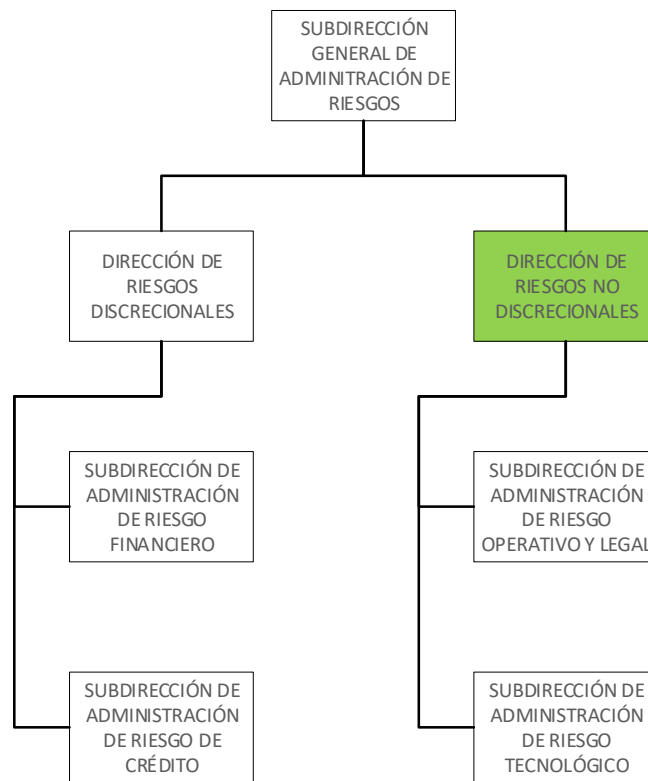 SUBDIRECCIÓN
GENERAL DE
ADMINITRACIÓN DE
RIESGOS
DIRECCIÓN DE
RIESGOS
DISCRECIONALES
DIRECCIÓN DE
RIESGOS NO
DISCRECIONALES
SUBDIRECCIÓN DE
ADMINISTRACIÓN
DE RIESGO
FINANCIERO
SUBDIRECCIÓN DE
ADMINISTRACIÓN
DE RIESGO
OPERATIVO Y LEGAL
SUBDIRECCIÓN DE
ADMINISTRACIÓN
DE RIESGO DE
CRÉDITO
SUBDIRECCIÓN DE
ADMINISTRACIÓN
DE RIESGO
TECNOLÓGICO